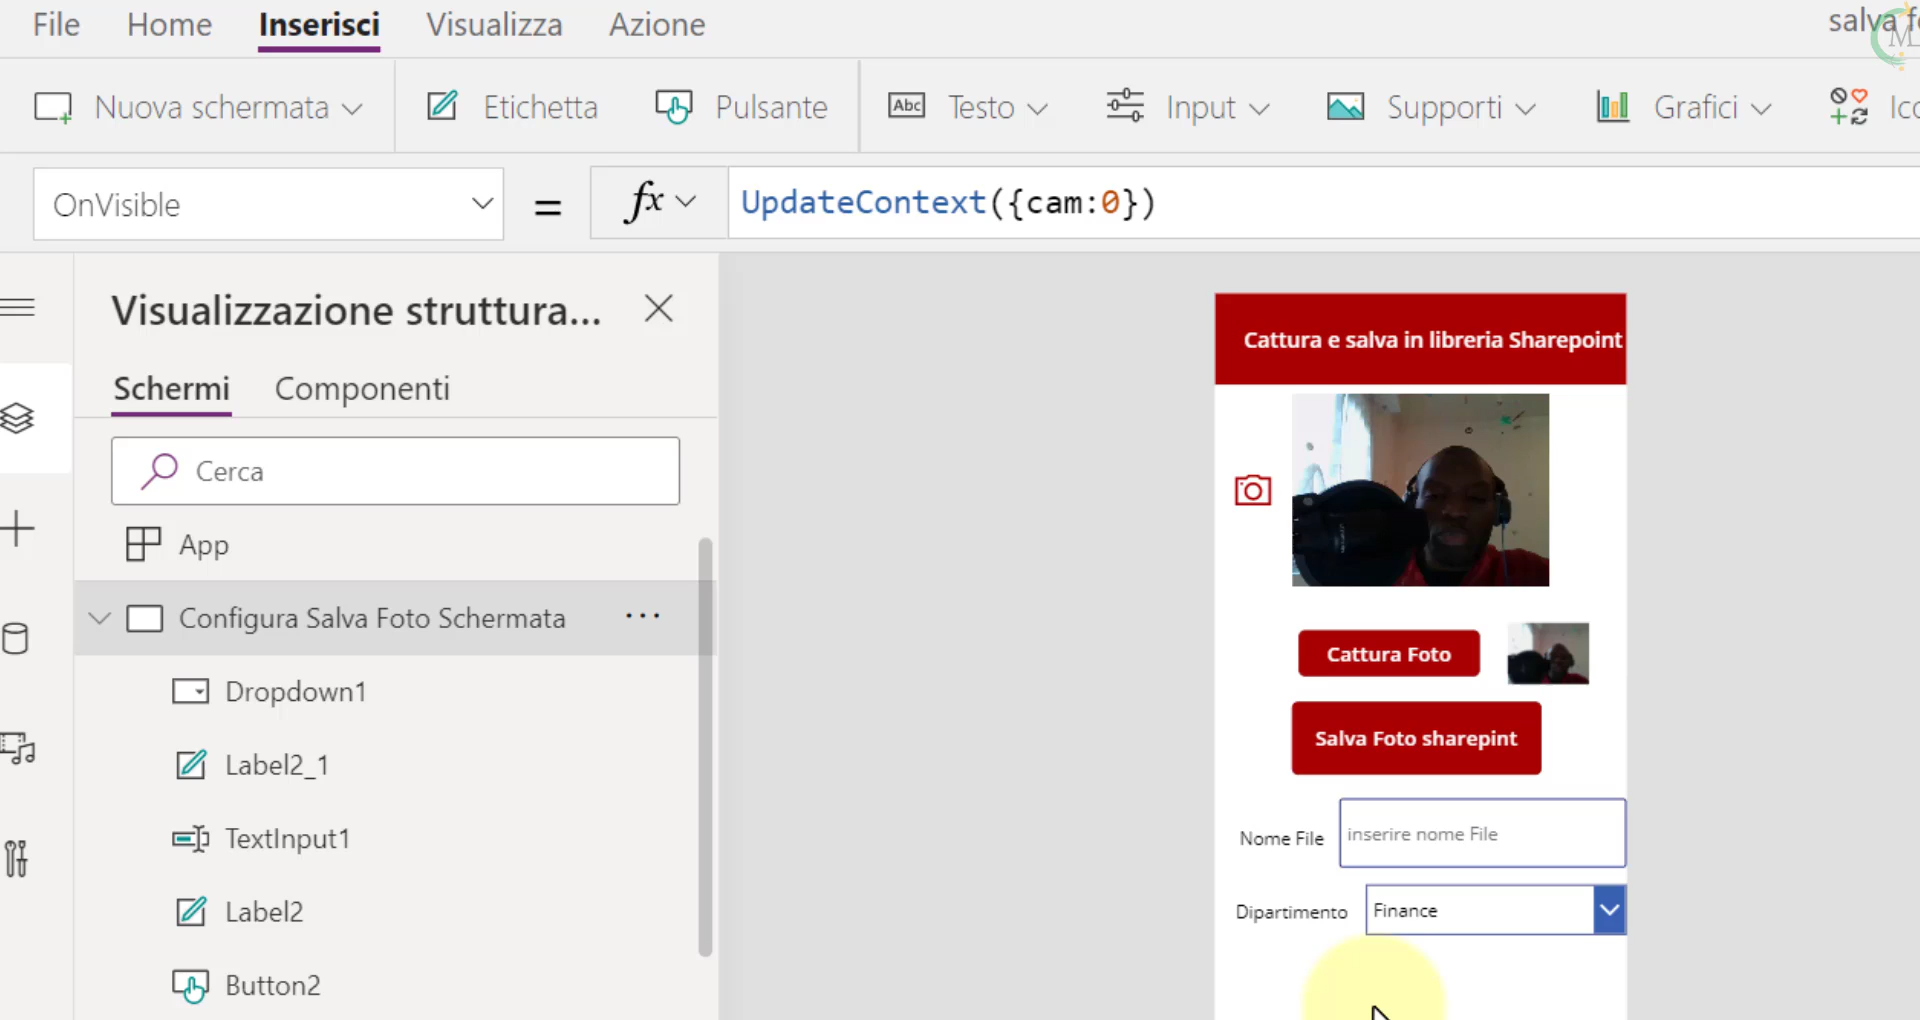 File Home Inserisci Visualizza Azione
salva
Nuova schermata Etichetta Pulsante Abc Testo Input Supporti Grafici
OnVisible = fx UpdateContext({cam:0})
Visualizzazione struttura...
Schermi Componenti
Cerca
App
Configura Salva Foto Schermata ...
Dropdown1
Label2_1
TextInput1
Label2
Button2
Cattura e salva in libreria Sharepoint
Cattura Foto
Salva Foto sharepint
Nome File inserire nome File
Dipartimento Finance